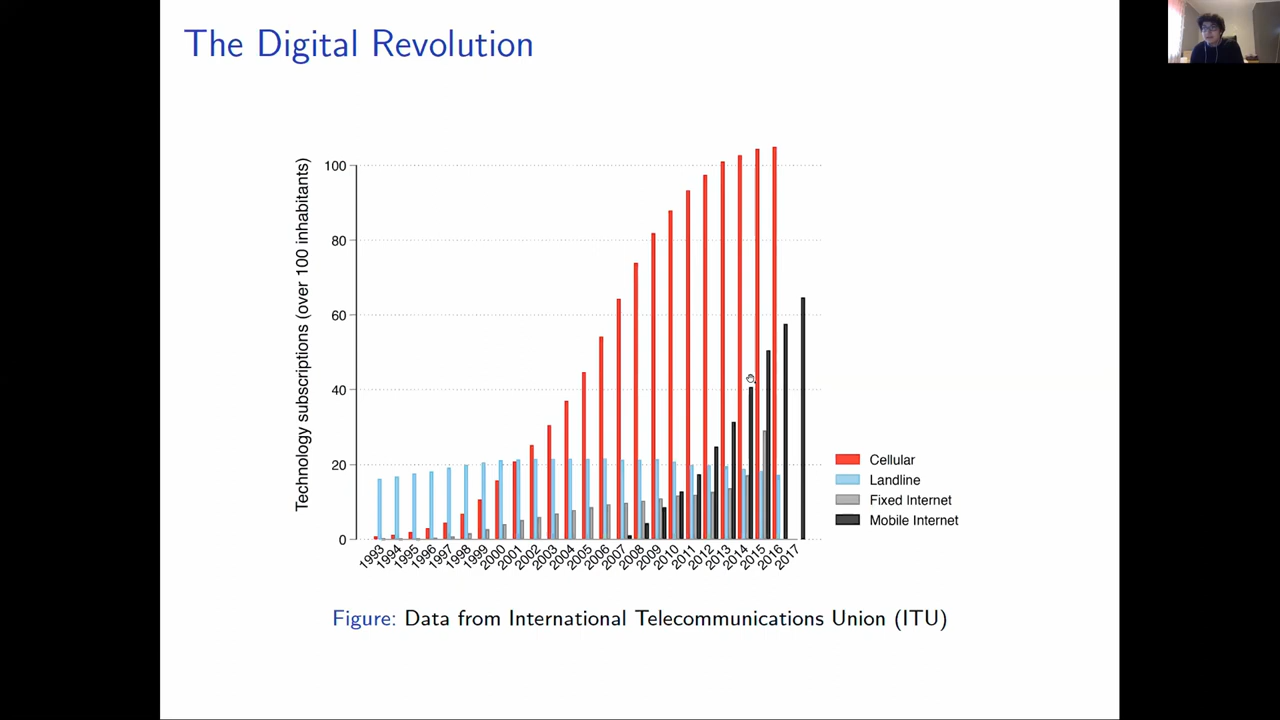 The Digital Revolution
Technology subscriptions (over 100 inhabitants)
100
80
60
40
20
0
1993 1994 1995 1996 1997 1998 1999 2000 2001 2002 2003 2004 2005 2006 2007 2008 2009 2010 2011 2012 2013 2014 2015 2016 2017
Cellular
Landline
Fixed Internet
Mobile Internet
Figure: Data from International Telecommunications Union (ITU)